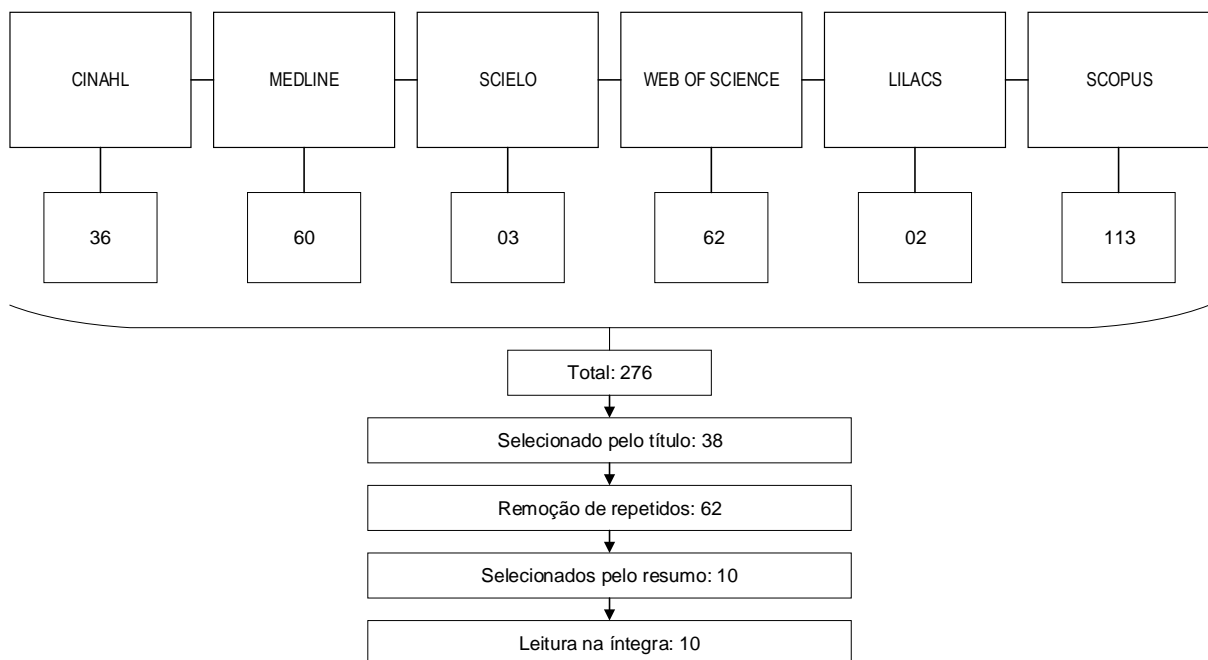 CINAHL
MEDLINE
SCIELO
WEB OF SCIENCE
LILACS
SCOPUS
36
60
03
62
02
113
Total: 276
Selecionado pelo título: 38
Remoção de repetidos: 62
Selecionados pelo resumo: 10
Leitura na íntegra: 10